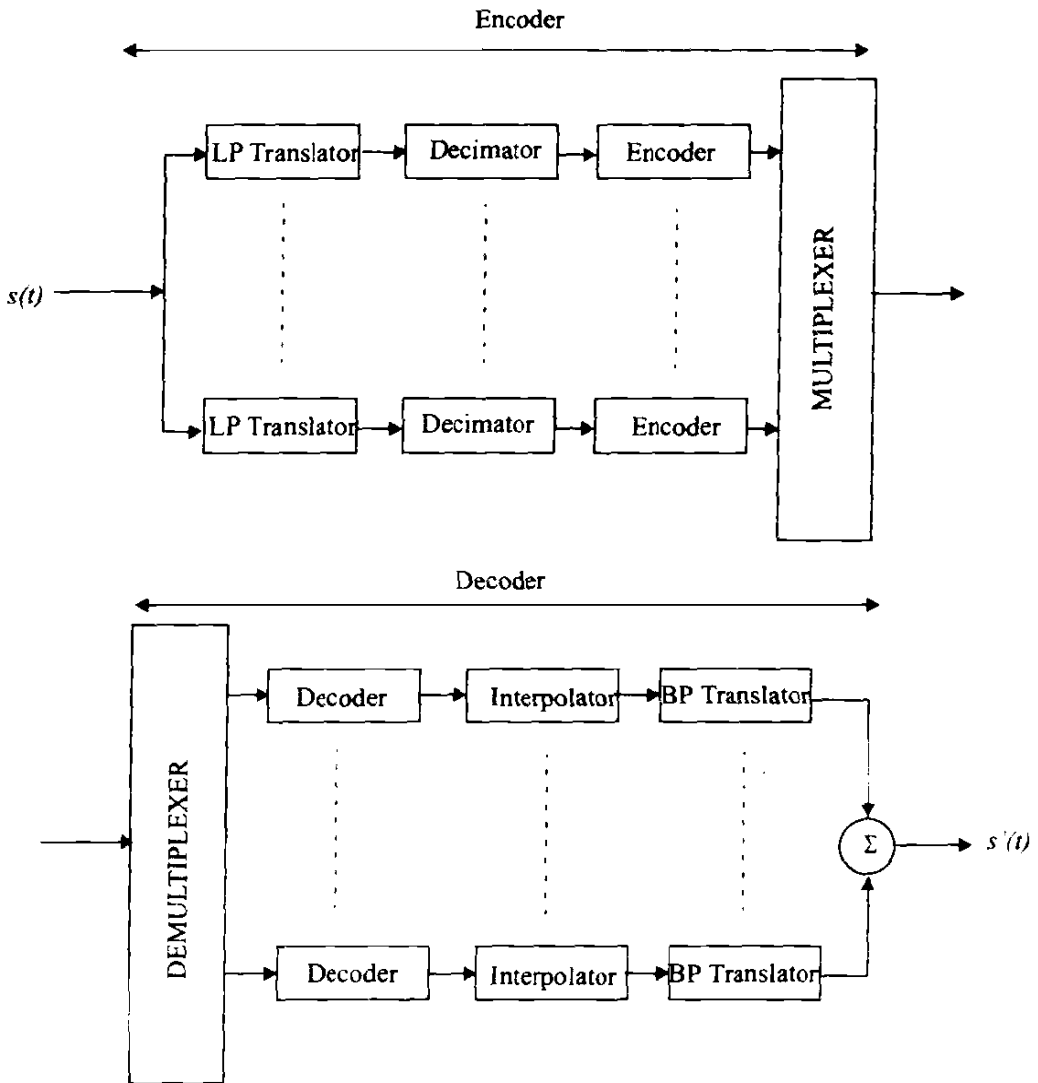 Encoder
LP Translator
Decimator
Encoder
s(t)
MULTIPLEXER
LP Translator
Decimator
Encoder
Decoder
DEMULTIPLEXER
Decoder
Interpolator
BP Translator
Σ
s'(t)
Decoder
Interpolator
BP Translator